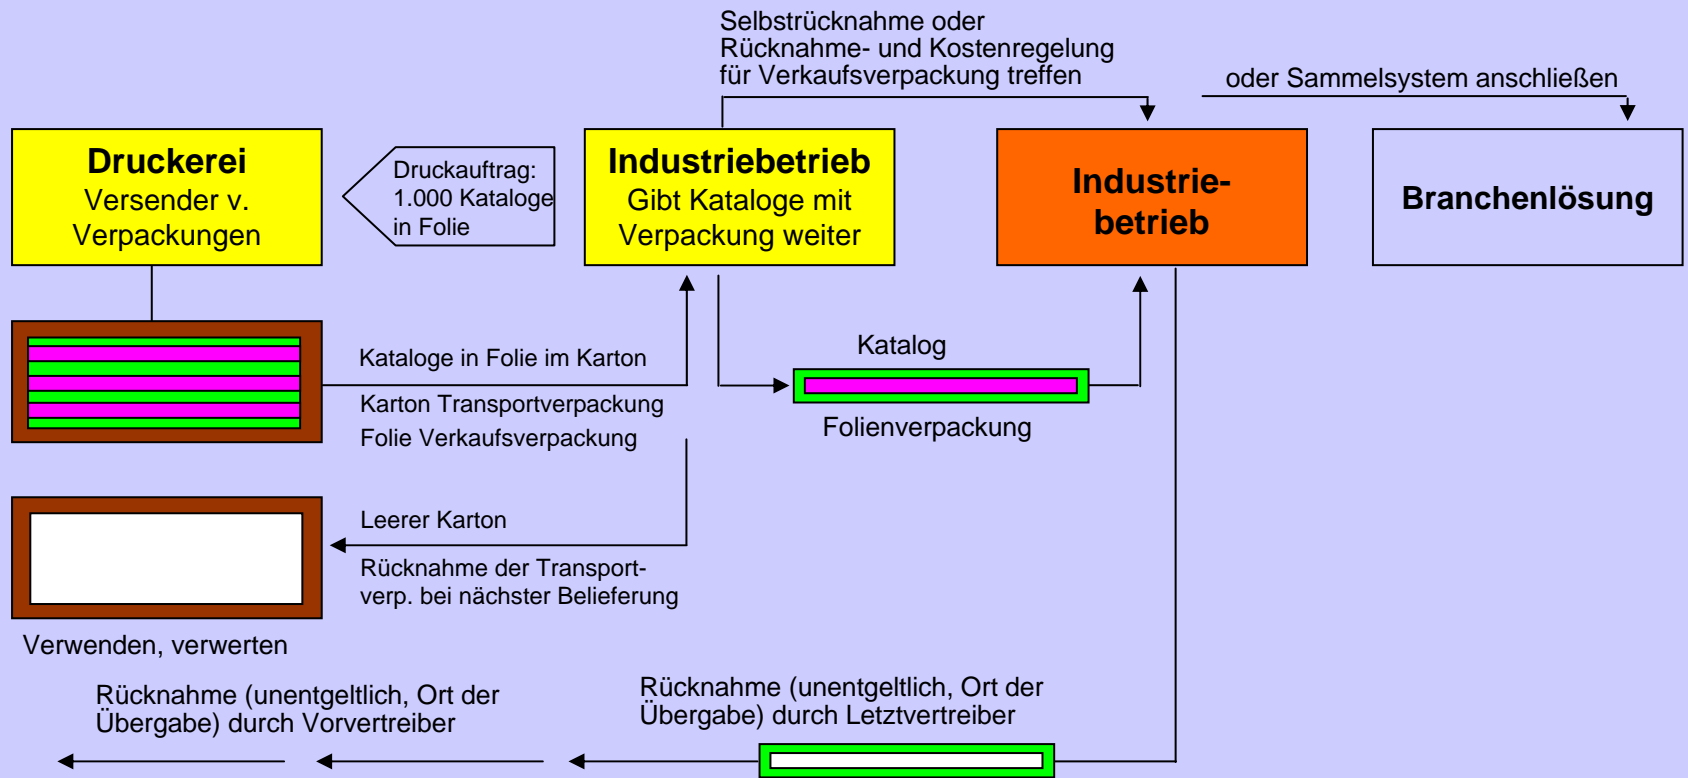 Selbstrücknahme oder
Rücknahme- und Kostenregelung
für Verkaufsverpackung treffen
oder Sammelsystem anschließen
Druckerei
Versender v.
Verpackungen
Druckauftrag:
1.000 Kataloge
in Folie
Industriebetrieb
Gibt Kataloge mit
Verpackung weiter
Industrie-
betrieb
Branchenlösung
Kataloge in Folie im Karton
Karton Transportverpackung
Folie Verkaufsverpackung
Katalog
Folienverpackung
Leerer Karton
Rücknahme der Transport-
verp. bei nächster Belieferung
Verwenden, verwerten
Rücknahme (unentgeltlich, Ort der
Übergabe) durch Vorvertreiber
Rücknahme (unentgeltlich, Ort der
Übergabe) durch Letztvertreiber